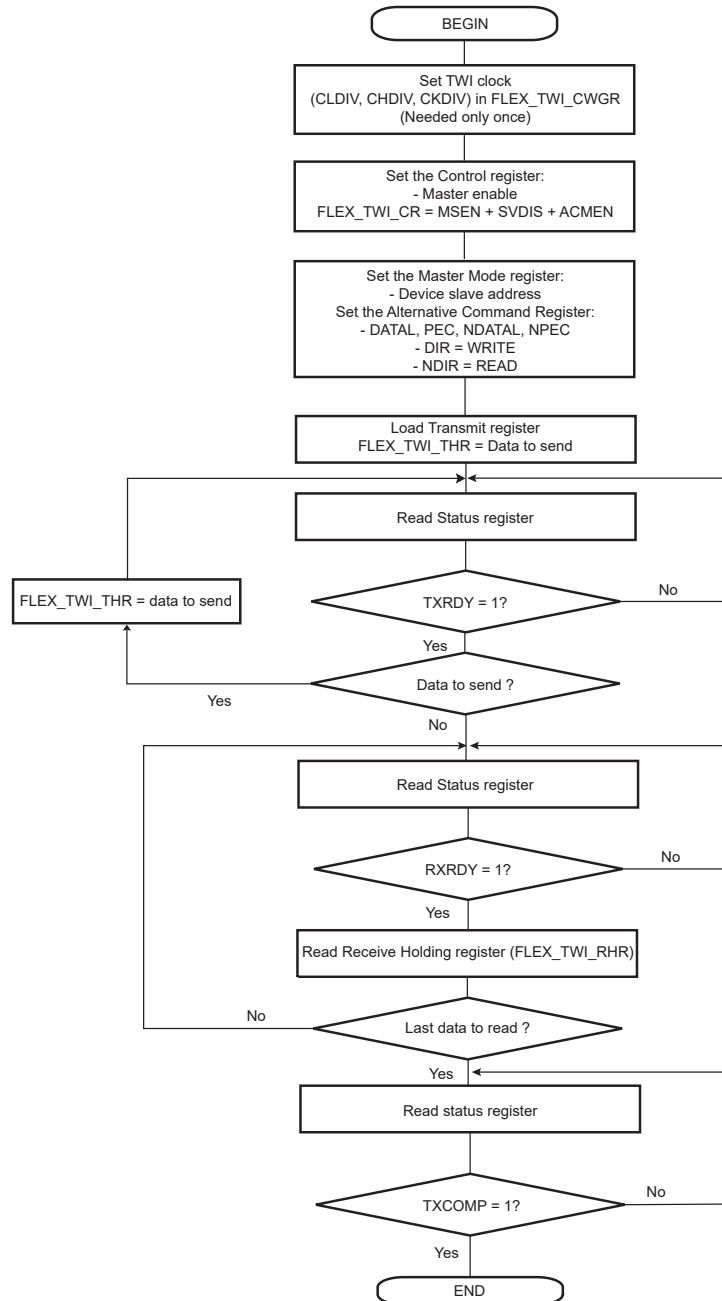 BEGIN
Set TWI clock
(CLDIV, CHDIV, CKDIV) in FLEX_TWI_CWGR
(Needed only once)
Set the Control register:
- Master enable
FLEX_TWI_CR = MSEN + SVDIS + ACMEN
Set the Master Mode register:
- Device slave address
Set the Alternative Command Register:
- DATAL, PEC, NDATAL, NPEC
- DIR = WRITE
- NDIR = READ
Load Transmit register
FLEX_TWI_THR = Data to send
Read Status register
FLEX_TWI_THR = data to send
TXRDY = 1?
No
Yes
Data to send ?
Yes
No
Read Status register
RXRDY = 1?
No
Yes
Read Receive Holding register (FLEX_TWI_RHR)
No
Last data to read ?
Yes
Read status register
TXCOMP = 1?
No
Yes
END